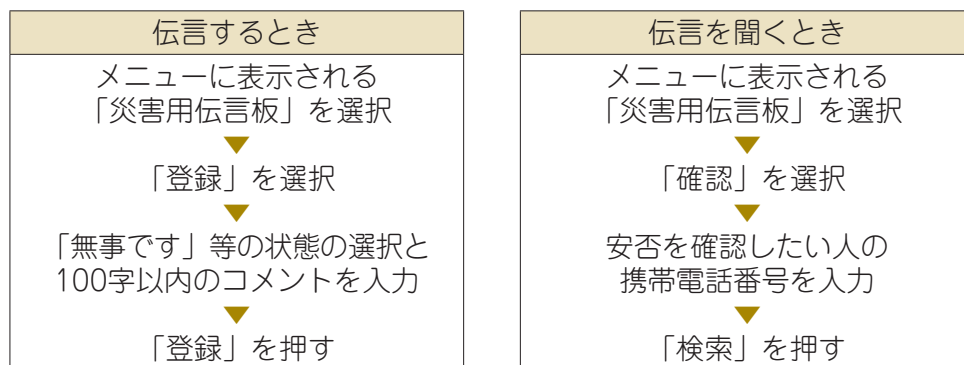 伝言するとき
メニューに表示される
「災害用伝言板」を選択
▼
「登録」を選択
▼
「無事です」等の状態の選択と
100字以内のコメントを入力
▼
「登録」を押す
伝言を聞くとき
メニューに表示される
「災害用伝言板」を選択
▼
「確認」を選択
▼
安否を確認したい人の
携帯電話番号を入力
▼
「検索」を押す